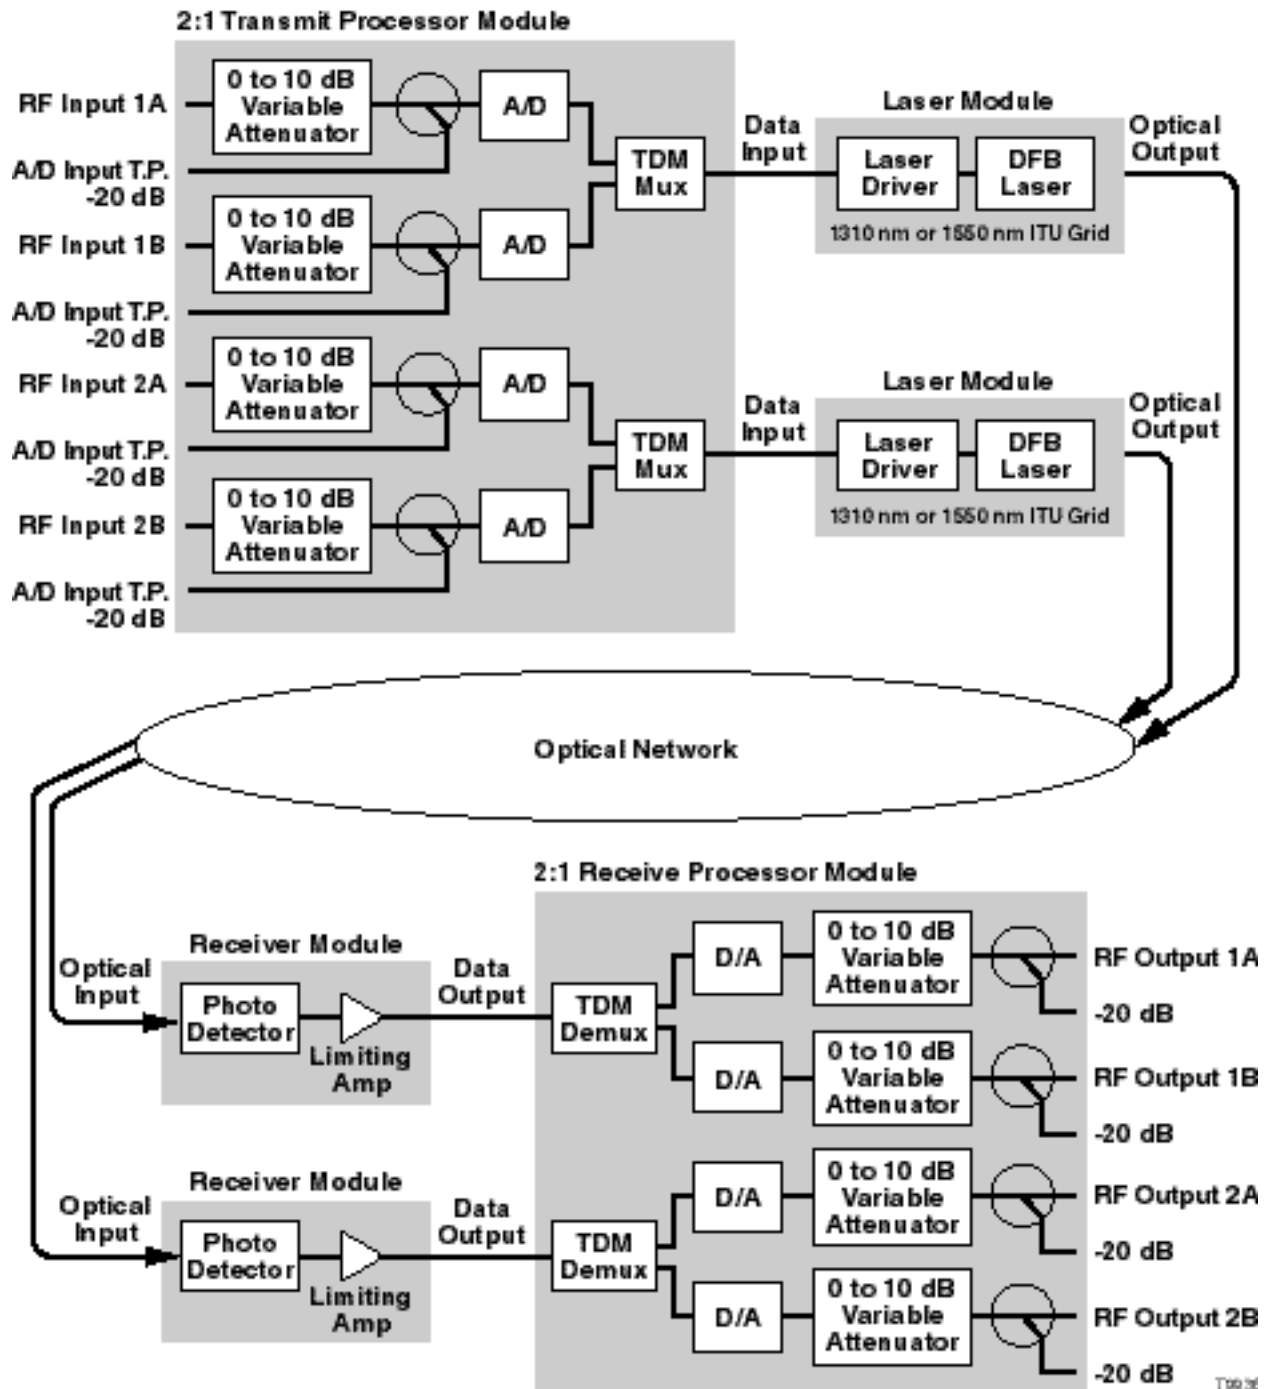 2:1 Transmit Processor Module
RF Input 1A
0 to 10 dB
Variable
Attenuator
A/D
A/D Input T.P.
-20 dB
RF Input 1B
0 to 10 dB
Variable
Attenuator
A/D
A/D Input T.P.
-20 dB
TDM
Mux
Data
Input
Laser Module
Laser
Driver
DFB
Laser
1310 nm or 1550 nm ITU Grid
Optical
Output
RF Input 2A
0 to 10 dB
Variable
Attenuator
A/D
A/D Input T.P.
-20 dB
RF Input 2B
0 to 10 dB
Variable
Attenuator
A/D
A/D Input T.P.
-20 dB
TDM
Mux
Data
Input
Laser Module
Laser
Driver
DFB
Laser
1310 nm or 1550 nm ITU Grid
Optical
Output
Optical Network
2:1 Receive Processor Module
Optical
Input
Receiver Module
Photo
Detector
Limiting
Amp
Data
Output
TDM
Demux
D/A
0 to 10 dB
Variable
Attenuator
RF Output 1A
-20 dB
D/A
0 to 10 dB
Variable
Attenuator
RF Output 1B
-20 dB
Optical
Input
Receiver Module
Photo
Detector
Limiting
Amp
Data
Output
TDM
Demux
D/A
0 to 10 dB
Variable
Attenuator
RF Output 2A
-20 dB
D/A
0 to 10 dB
Variable
Attenuator
RF Output 2B
-20 dB